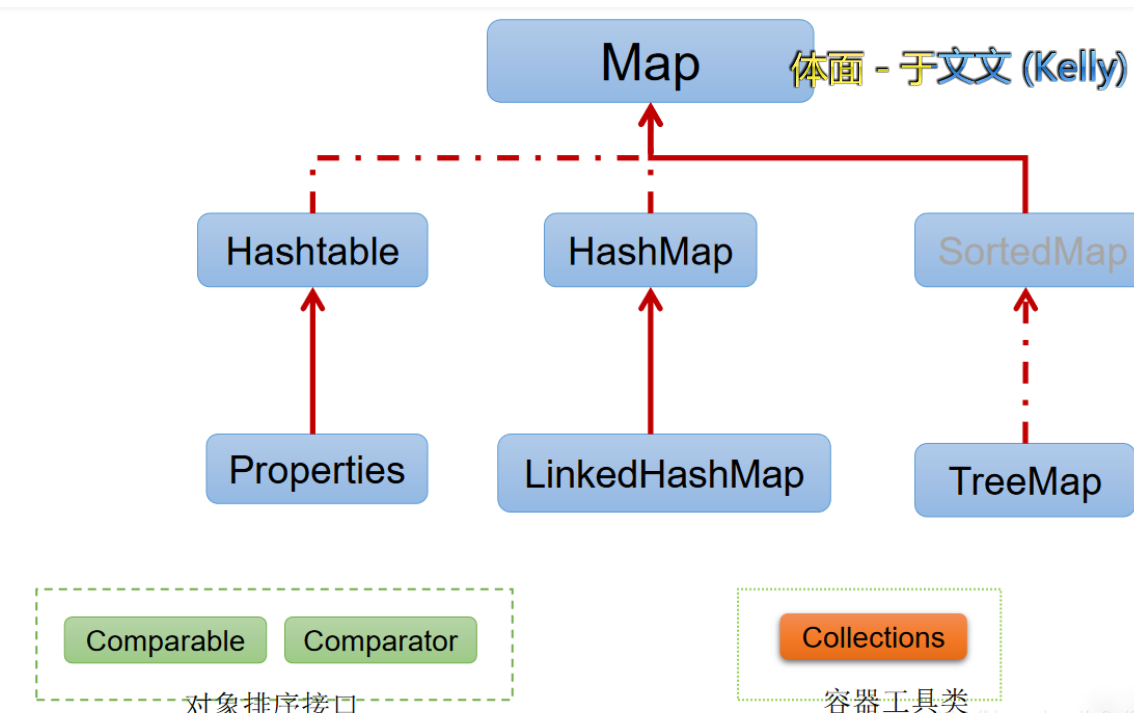 Map
体面 - 于文文 (Kelly)
Hashtable
HashMap
SortedMap
Properties
LinkedHashMap
TreeMap
Comparable
Comparator
Collections
对象排序接口
容器工具类